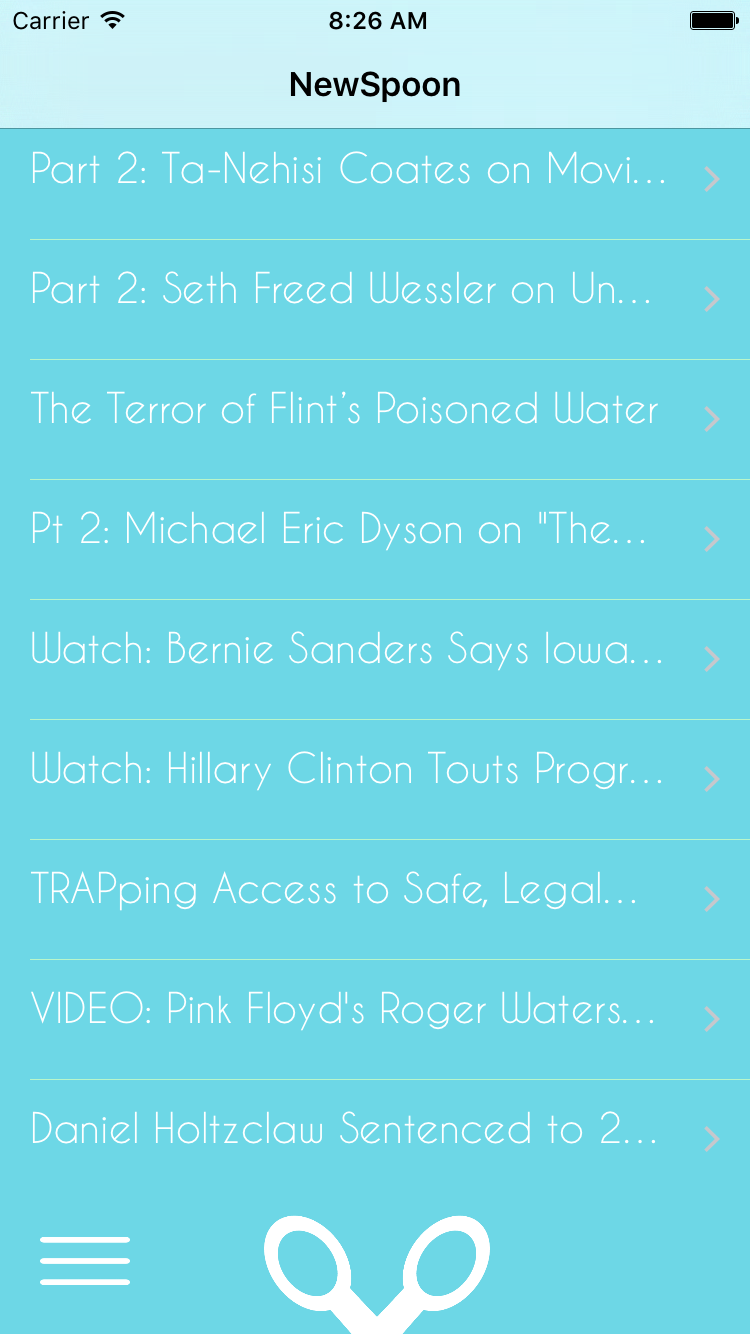 Carrier 8:26 AM
NewSpoon
Part 2: Ta-Nehisi Coates on Movi...
Part 2: Seth Freed Wessler on Un...
The Terror of Flint’s Poisoned Water
Pt 2: Michael Eric Dyson on "The...
Watch: Bernie Sanders Says Iowa...
Watch: Hillary Clinton Touts Progr...
TRAPping Access to Safe, Legal...
VIDEO: Pink Floyd's Roger Waters...
Daniel Holtzclaw Sentenced to 2...